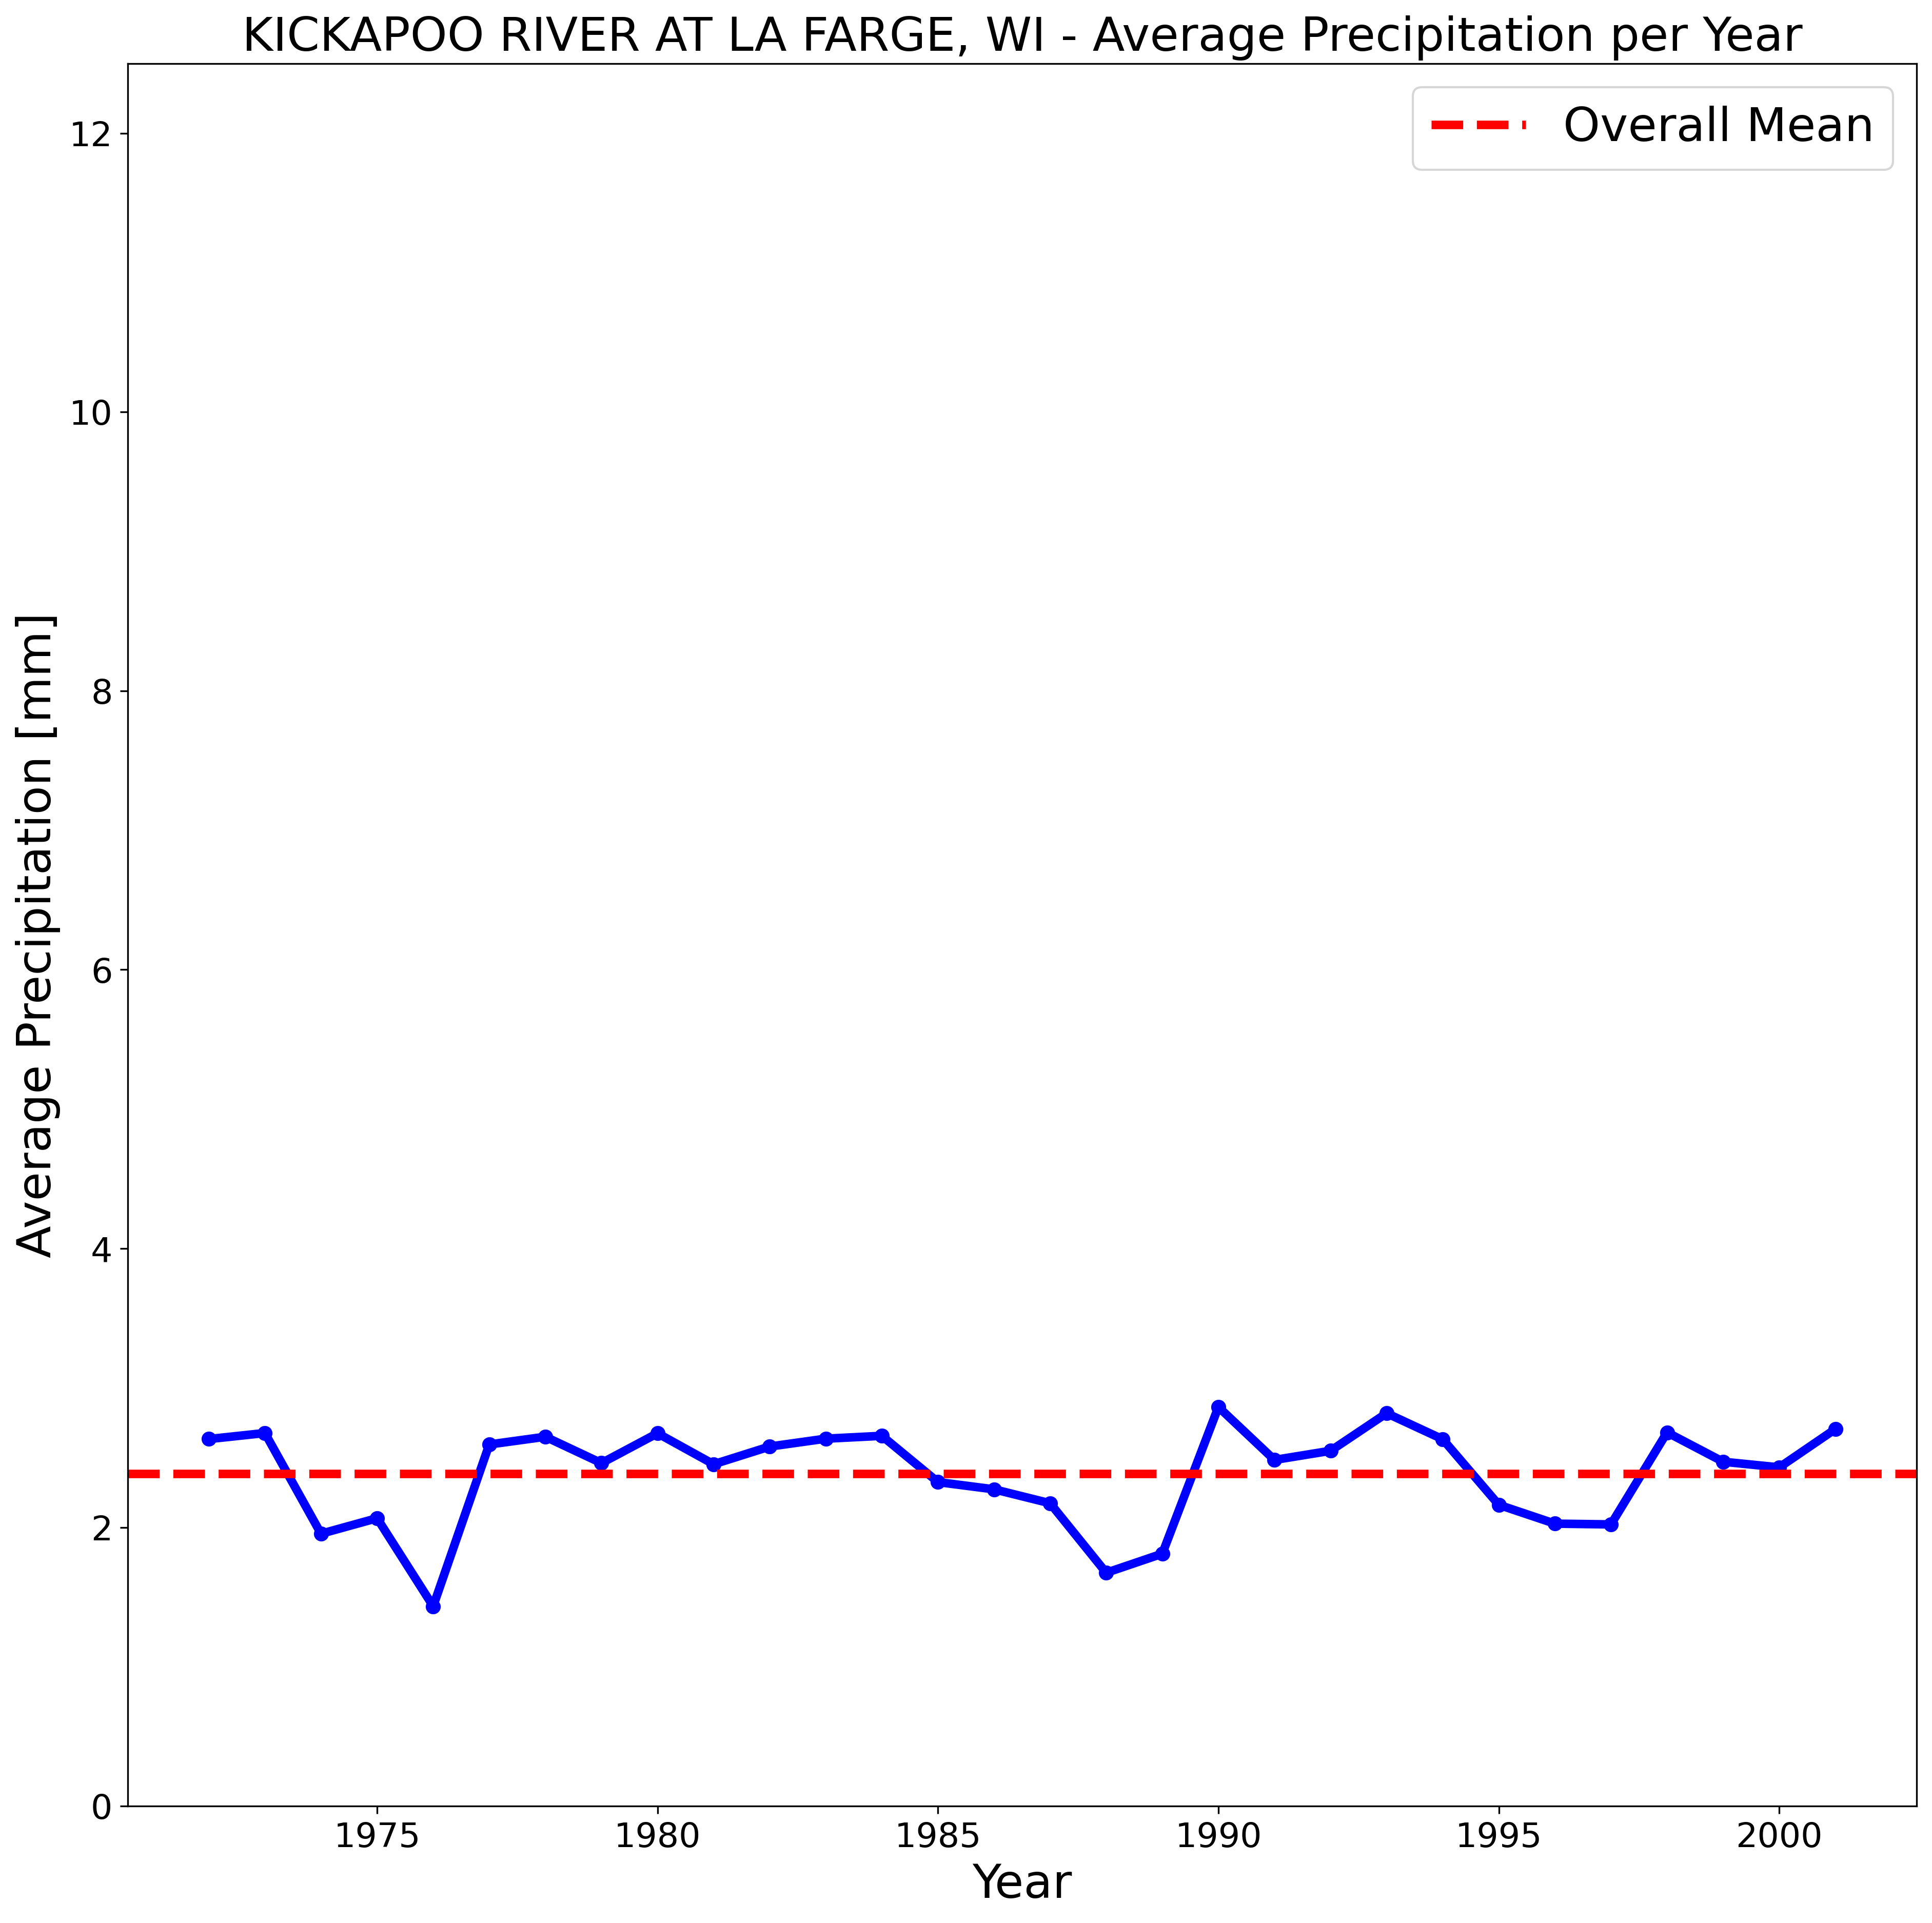 KICKAPOO RIVER AT LA FARGE, WI - Average Precipitation per Year
Overall Mean
12
10
8
6
4
2
0
Average Precipitation [mm]
1975 1980 1985 1990 1995 2000
Year